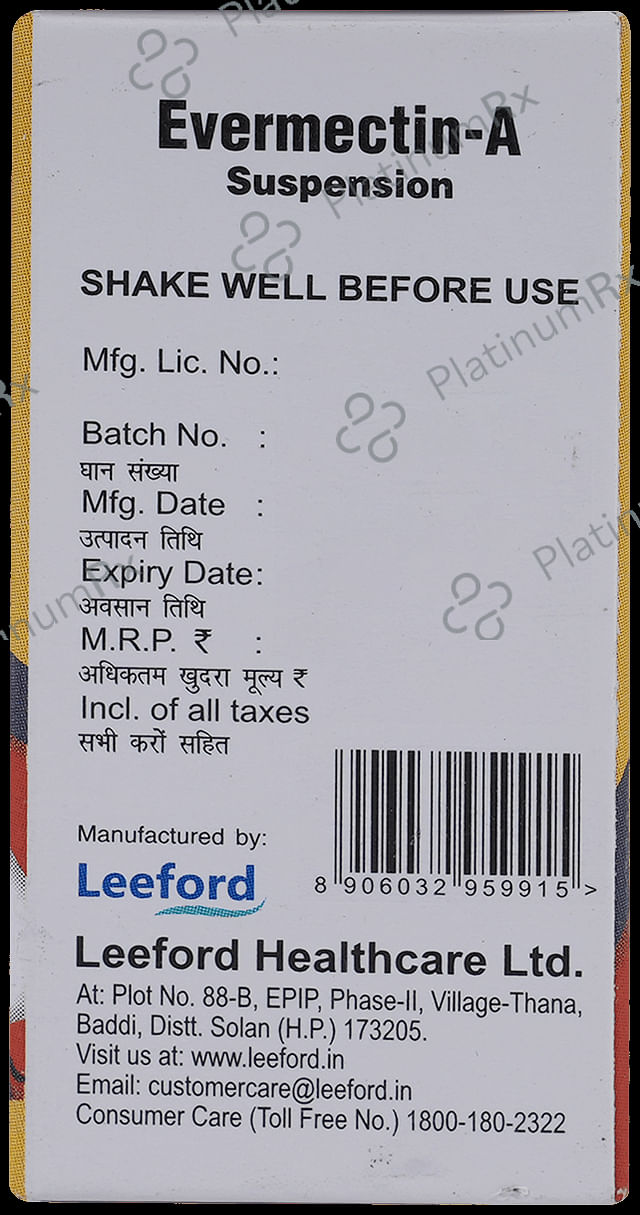 Evermectin-A
Suspension
SHAKE WELL BEFORE USE
Mfg. Lic. No.:
Batch No. :
घान संख्या
Mfg. Date :
उत्पादन तिथि
Expiry Date:
अवसान तिथि
M.R.P. ₹ :
अधिकतम खुदरा मूल्य ₹
Incl. of all taxes
सभी करों सहित
Manufactured by:
Leeford
8 906032 959915 >
Leeford Healthcare Ltd.
At: Plot No. 88-B, EPIP, Phase-II, Village-Thana,
Baddi, Distt. Solan (H.P.) 173205.
Visit us at: www.leeford.in
Email: customercare@leeford.in
Consumer Care (Toll Free No.) 1800-180-2322
PlatinumRx
PlatinumRx